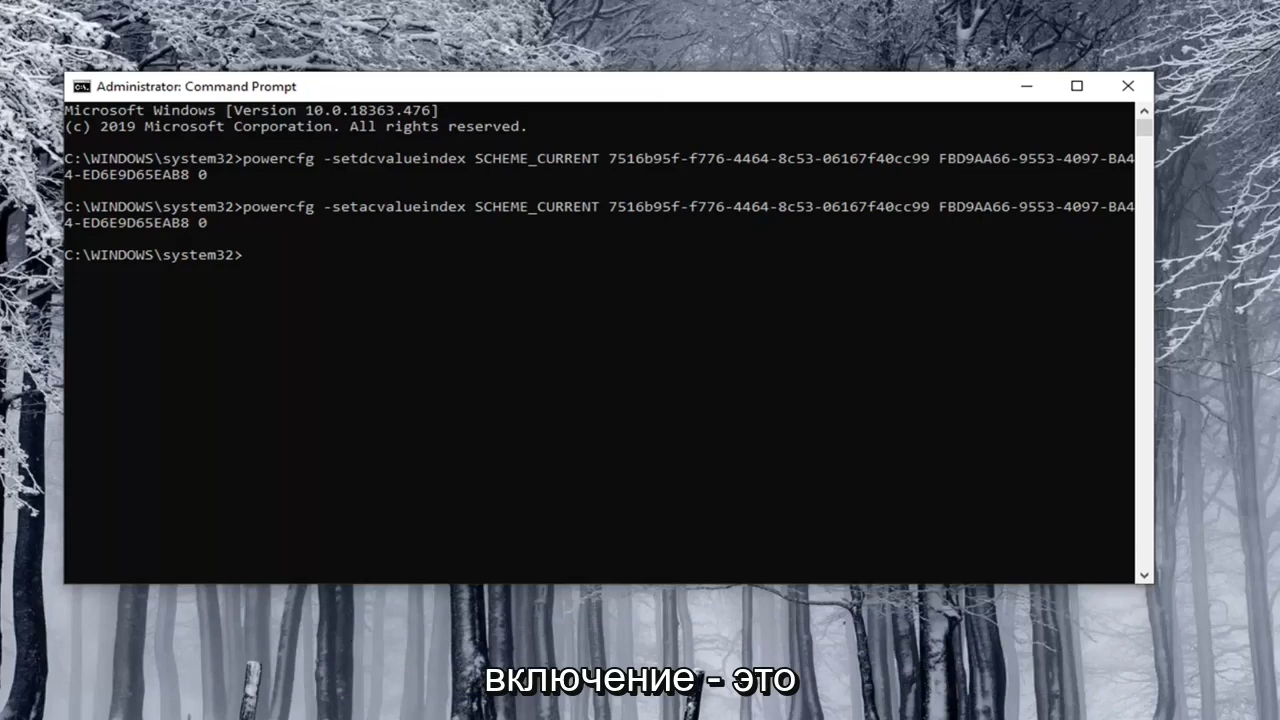 Administrator: Command Prompt
Microsoft Windows [Version 10.0.18363.476]
(c) 2019 Microsoft Corporation. All rights reserved.
C:\WINDOWS\system32>powercfg -setdcvalueindex SCHEME_CURRENT 7516b95f-f776-4464-8c53-06167f40cc99 FBD9AA66-9553-4097-BA4
4-ED6E9D65EAB8 0
C:\WINDOWS\system32>powercfg -setacvalueindex SCHEME_CURRENT 7516b95f-f776-4464-8c53-06167f40cc99 FBD9AA66-9553-4097-BA4
4-ED6E9D65EAB8 0
C:\WINDOWS\system32>
включение - это